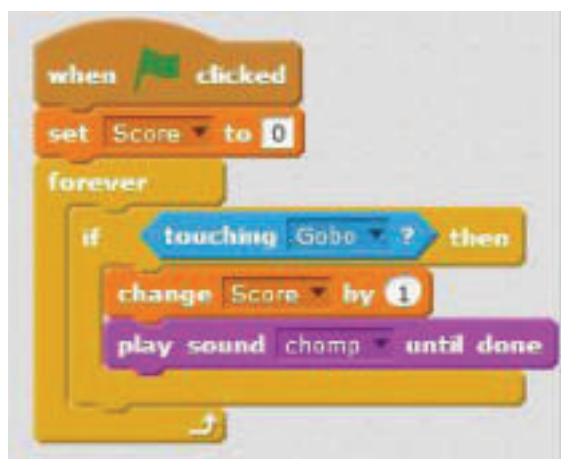 when clicked
set Score to 0
forever
if touching Gobo ? then
change Score by 1
play sound chomp until done